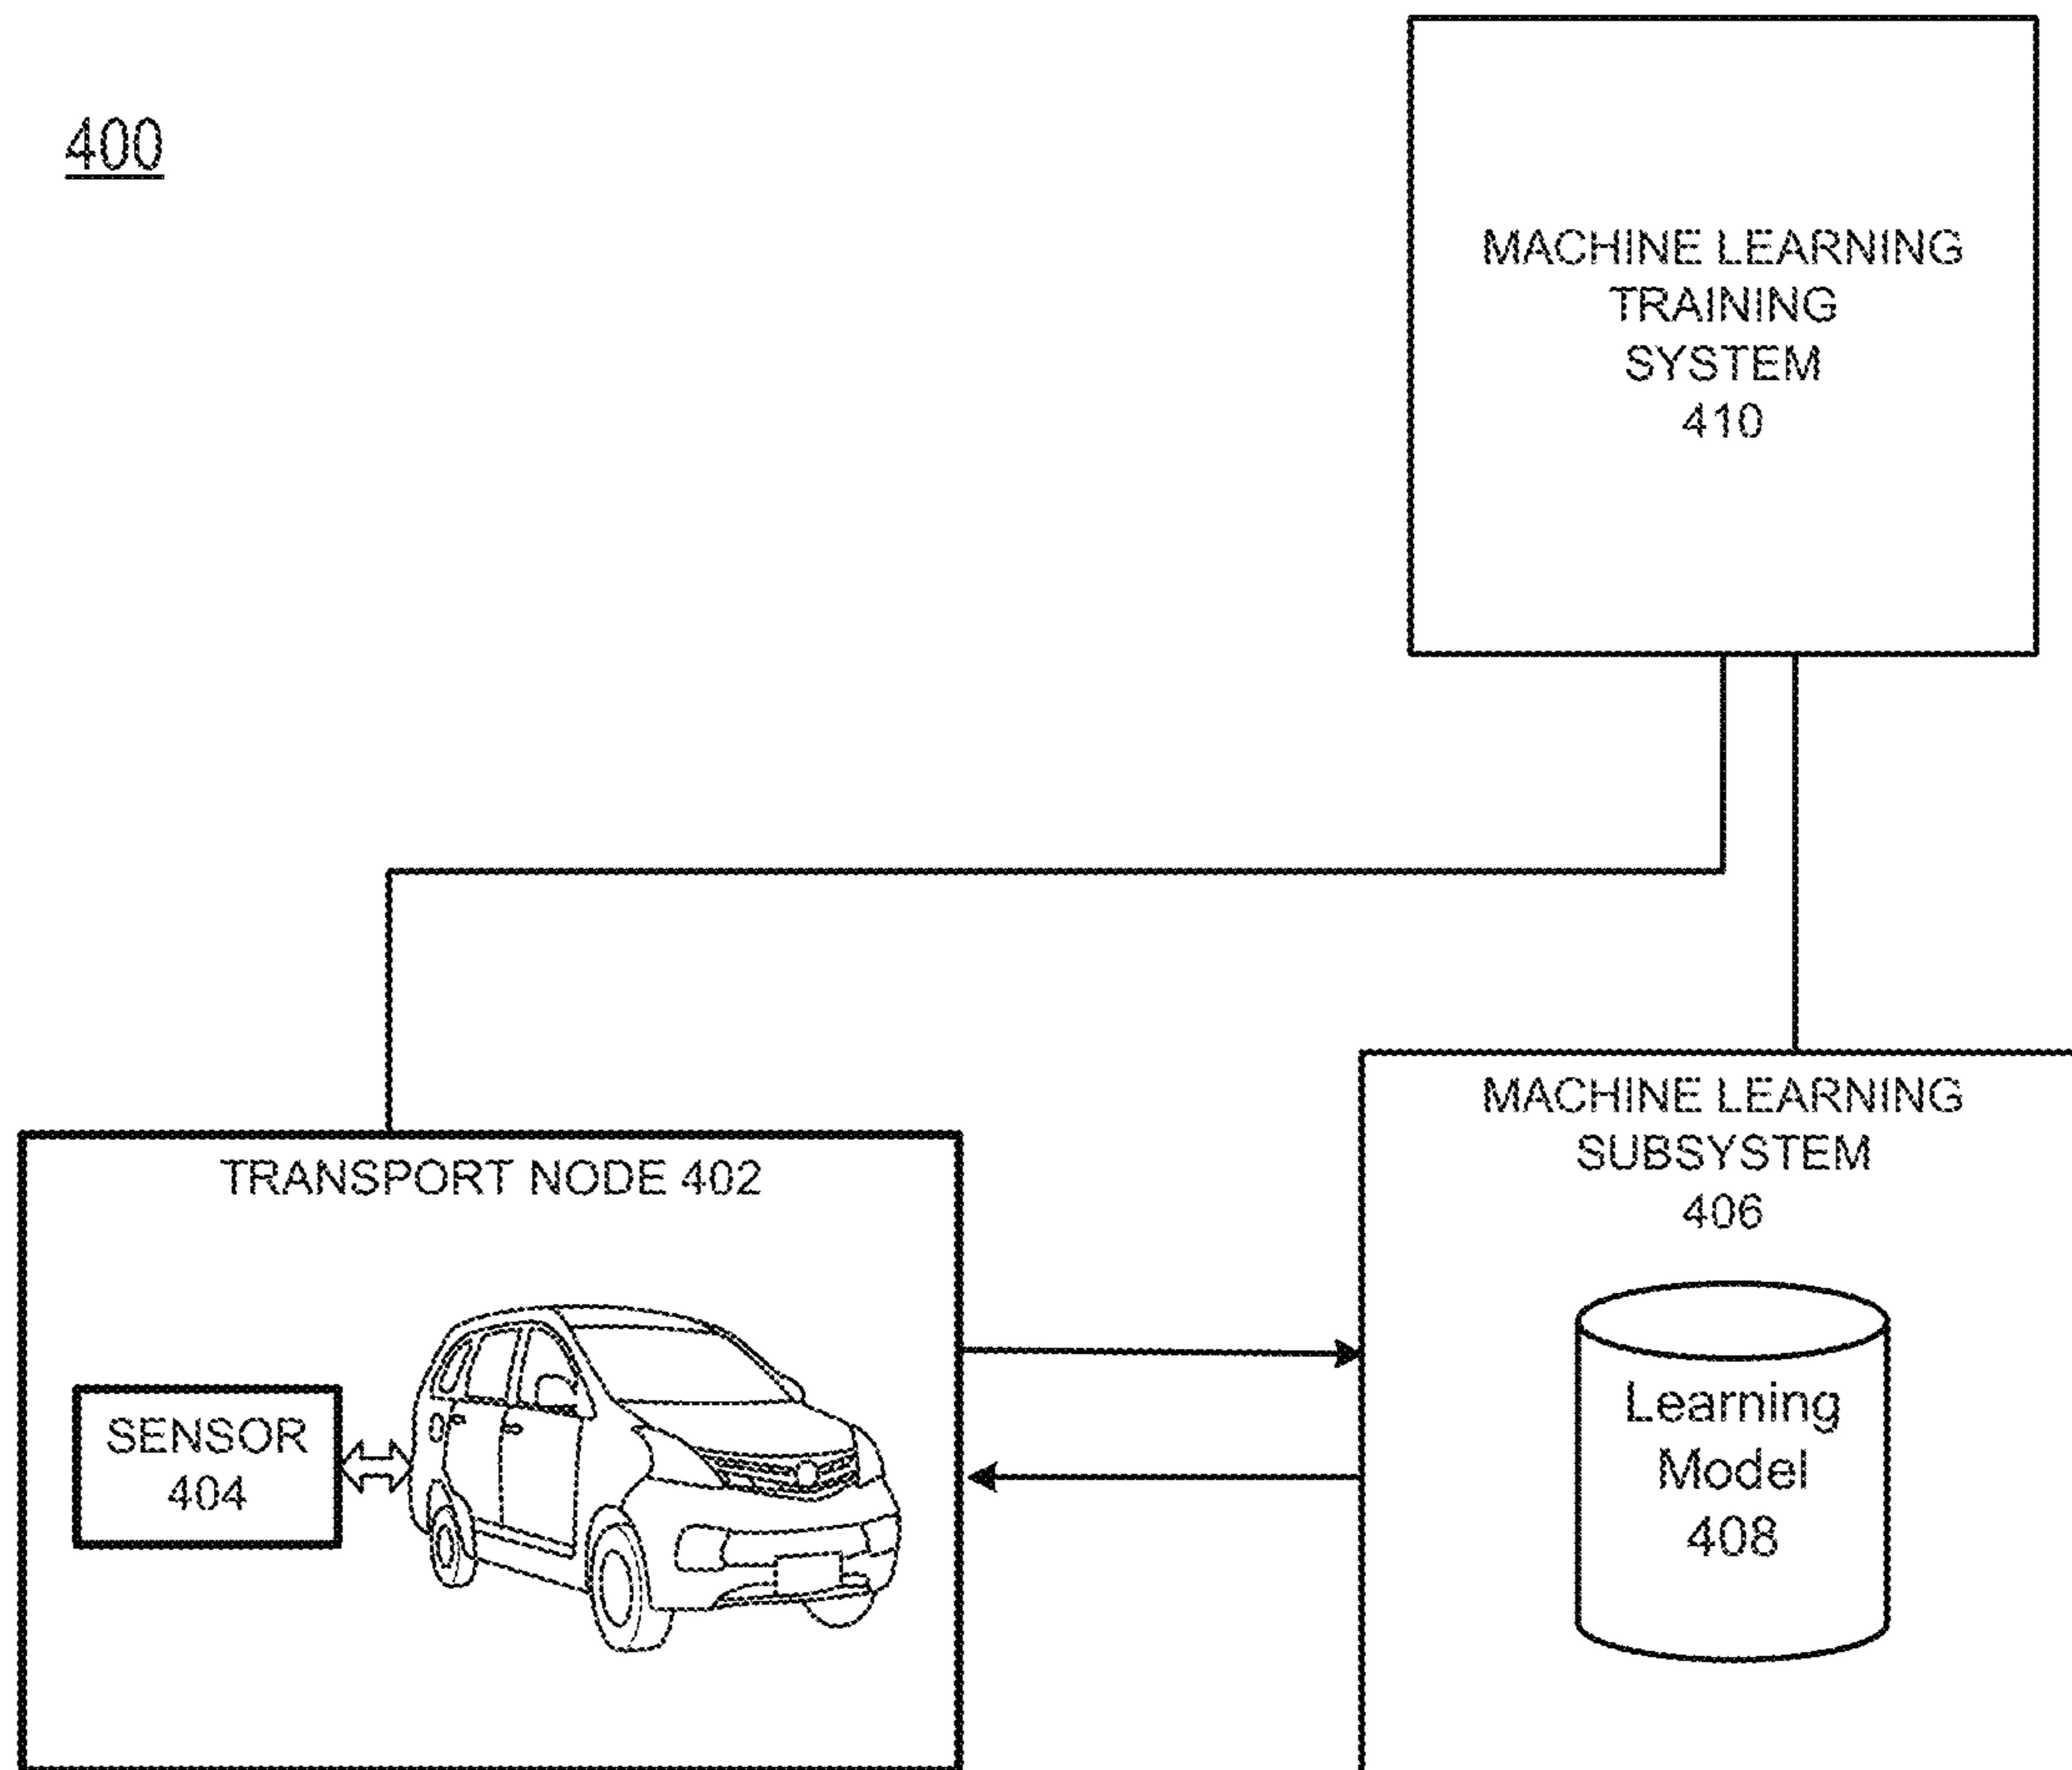 400
MACHINE LEARNING
TRAINING
SYSTEM
410
TRANSPORT NODE 402
SENSOR
404
MACHINE LEARNING
SUBSYSTEM
406
Learning
Model
408